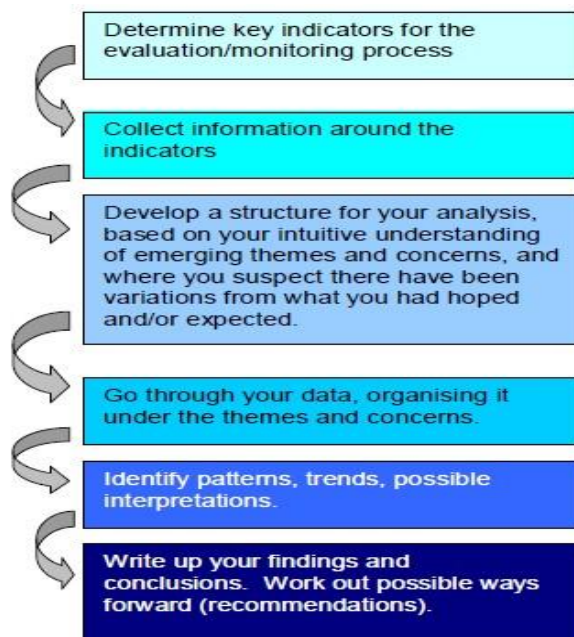 Determine key indicators for the
evaluation/monitoring process
Collect information around the
indicators
Develop a structure for your analysis,
based on your intuitive understanding
of emerging themes and concerns, and
where you suspect there have been
variations from what you had hoped
and/or expected.
Go through your data, organising it
under the themes and concerns.
Identify patterns, trends, possible
interpretations.
Write up your findings and
conclusions.  Work out possible ways
forward (recommendations).